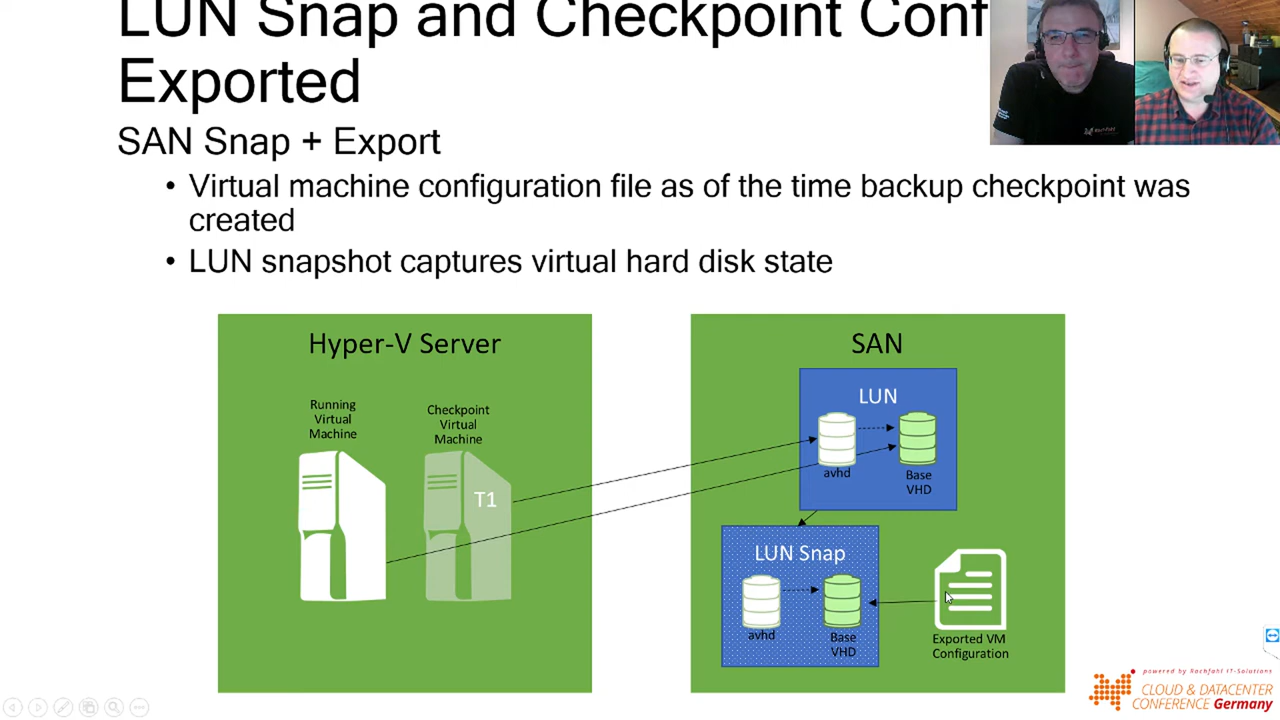 LUN Snap and Checkpoint Conf
Exported
SAN Snap + Export
• Virtual machine configuration file as of the time backup checkpoint was
created
• LUN snapshot captures virtual hard disk state
Hyper-V Server
Running
Virtual
Machine
Checkpoint
Virtual
Machine
T1
SAN
LUN
avhd
Base
VHD
LUN Snap
avhd
Base
VHD
Exported VM
Configuration
powered by Rachfahl IT-Solutions
CLOUD & DATACENTER
CONFERENCE Germany